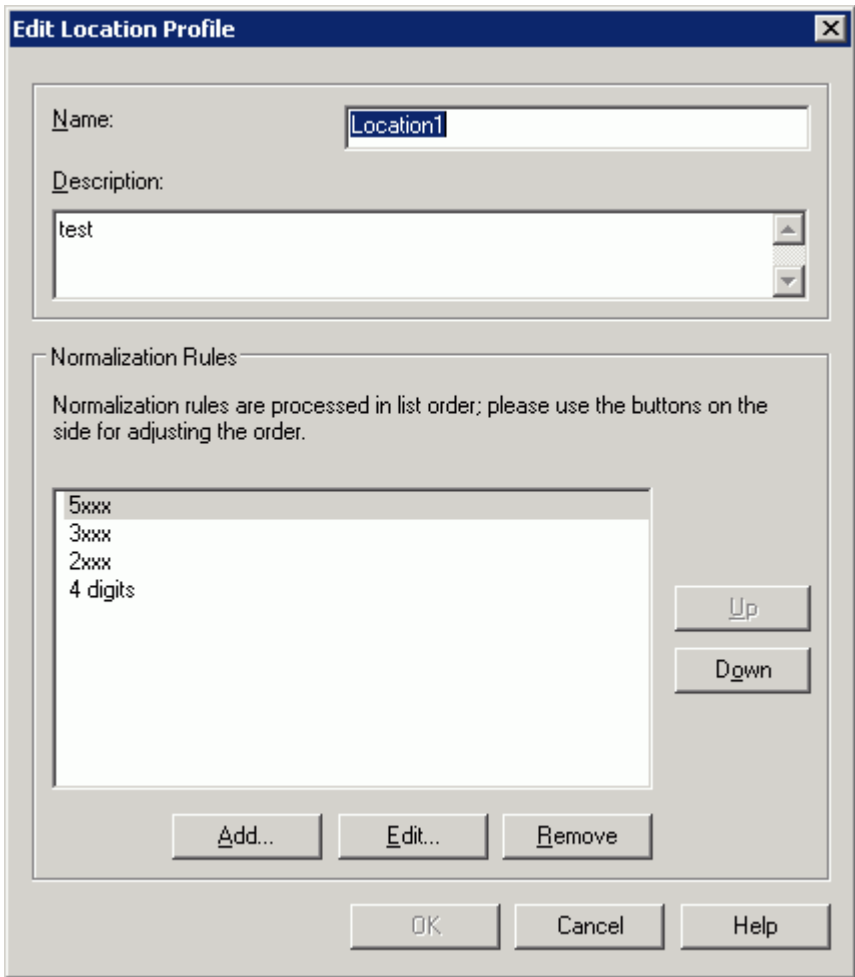 Edit Location Profile
Name:
Location1
Description:
test
Normalization Rules
Normalization rules are processed in list order; please use the buttons on the
side for adjusting the order.
5xxx
3xxx
2xxx
4 digits
Up
Down
Add...
Edit...
Remove
OK
Cancel
Help